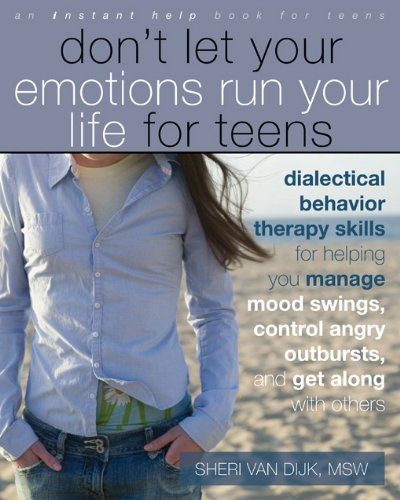 an instant help book for teens
don't let your
emotions run your
life for teens
dialectical
behavior
therapy skills
for helping
you manage
mood swings,
control angry
outbursts,
and get along
with others
SHERI VAN DIJK, MSW